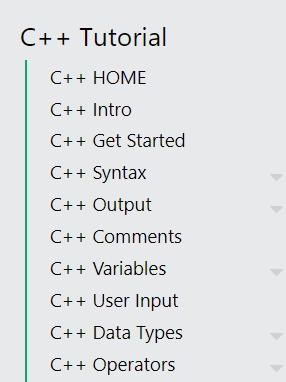 C++ Tutorial
C++ HOME
C++ Intro
C++ Get Started
C++ Syntax
C++ Output
C++ Comments
C++ Variables
C++ User Input
C++ Data Types
C++ Operators